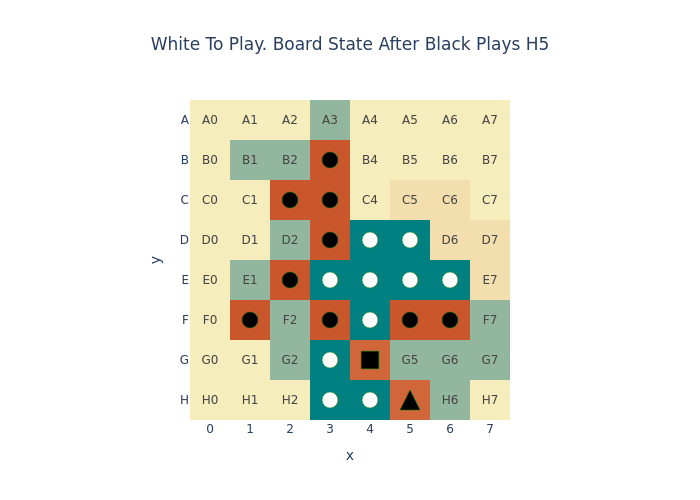 White To Play. Board State After Black Plays H5
A A0 A1 A2 A3 A4 A5 A6 A7
B B0 B1 B2 B4 B5 B6 B7
C C0 C1 C4 C5 C6 C7
D D0 D1 D2 D6 D7
E E0 E1 E7
F F0 F2 F7
G G0 G1 G2 G5 G6 G7
H H0 H1 H2 H6 H7
0 1 2 3 4 5 6 7
x
y